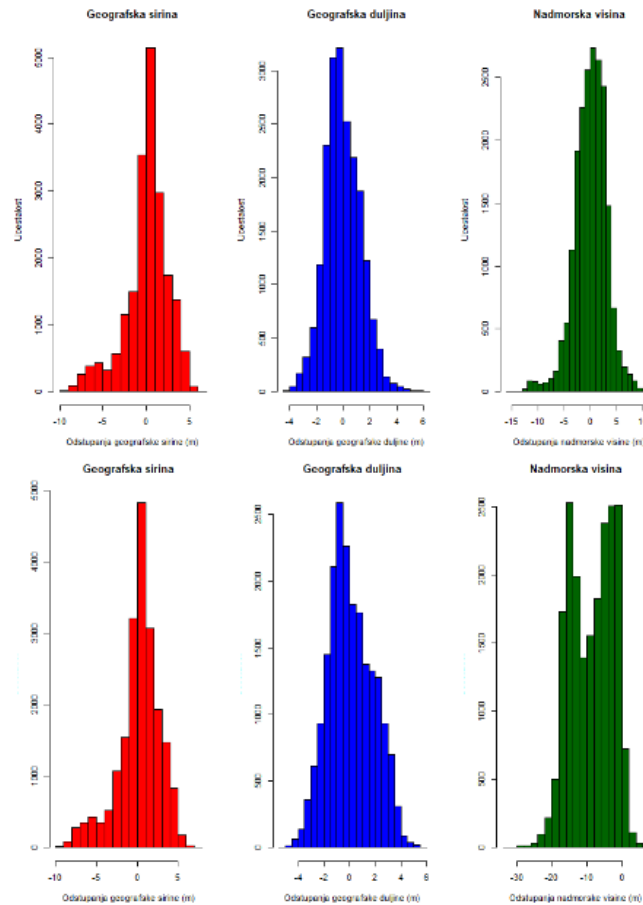 Geografska sirina
Geografska duljina
Nadmorska visina
Ucestalost
0 1000 2000 3000 4000 5000
-10 -5 0 5
Odstupanja geografske sirine (m)
0 500 1000 1500 2000 2500 3000
-4 -2 0 2 4 6
Odstupanja geografske duljine (m)
Ucestalost
0 500 1000 1500 2000 2500
-15 -10 -5 0 5
Odstupanja nadmorske visine (m)
Geografska sirina
Geografska duljina
Nadmorska visina
0 1000 2000 3000 4000 5000
-10 -5 0 5
Odstupanja geografske sirine (m)
0 500 1000 1500 2000 2500
-4 -2 0 2 4 6
Odstupanja geografske duljine (m)
0 500 1000 1500 2000 2500
-30 -20 -10 0
Odstupanja nadmorske visine (m)